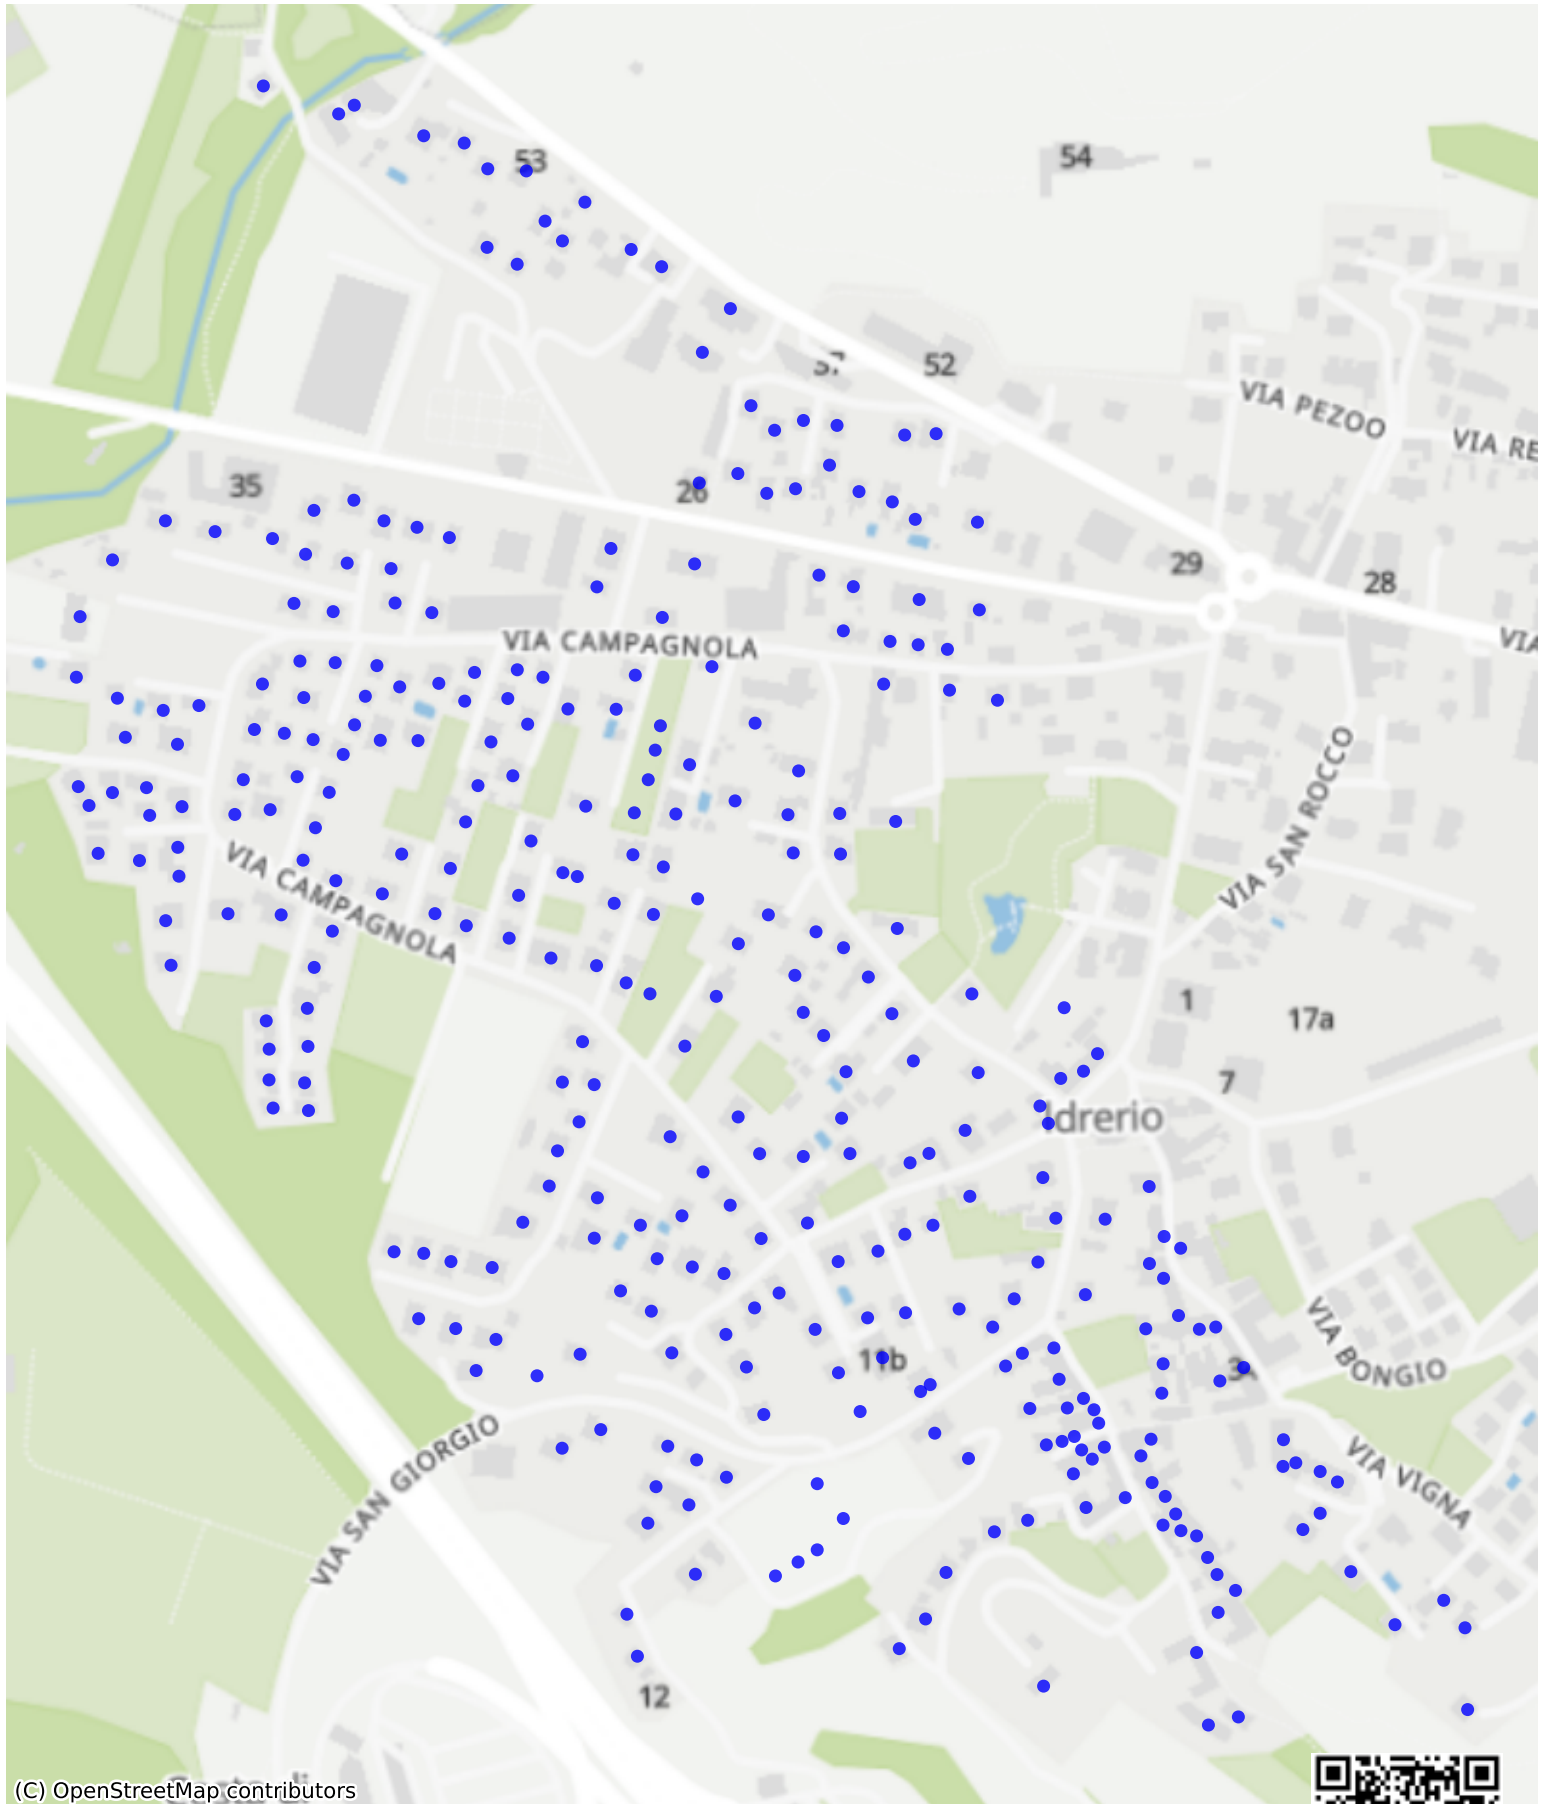 53
54
52
VIA PEZOO
VIA RE
35
26
29
28
VIA CAMPAGNOLA
VIA
VIA SAN ROCCO
VIA CAMPAGNOLA
1
17a
7
Idrerio
VIA BONGIO
11b
VIA SAN GIORGIO
VIA VIGNA
12
(C) OpenStreetMap contributors